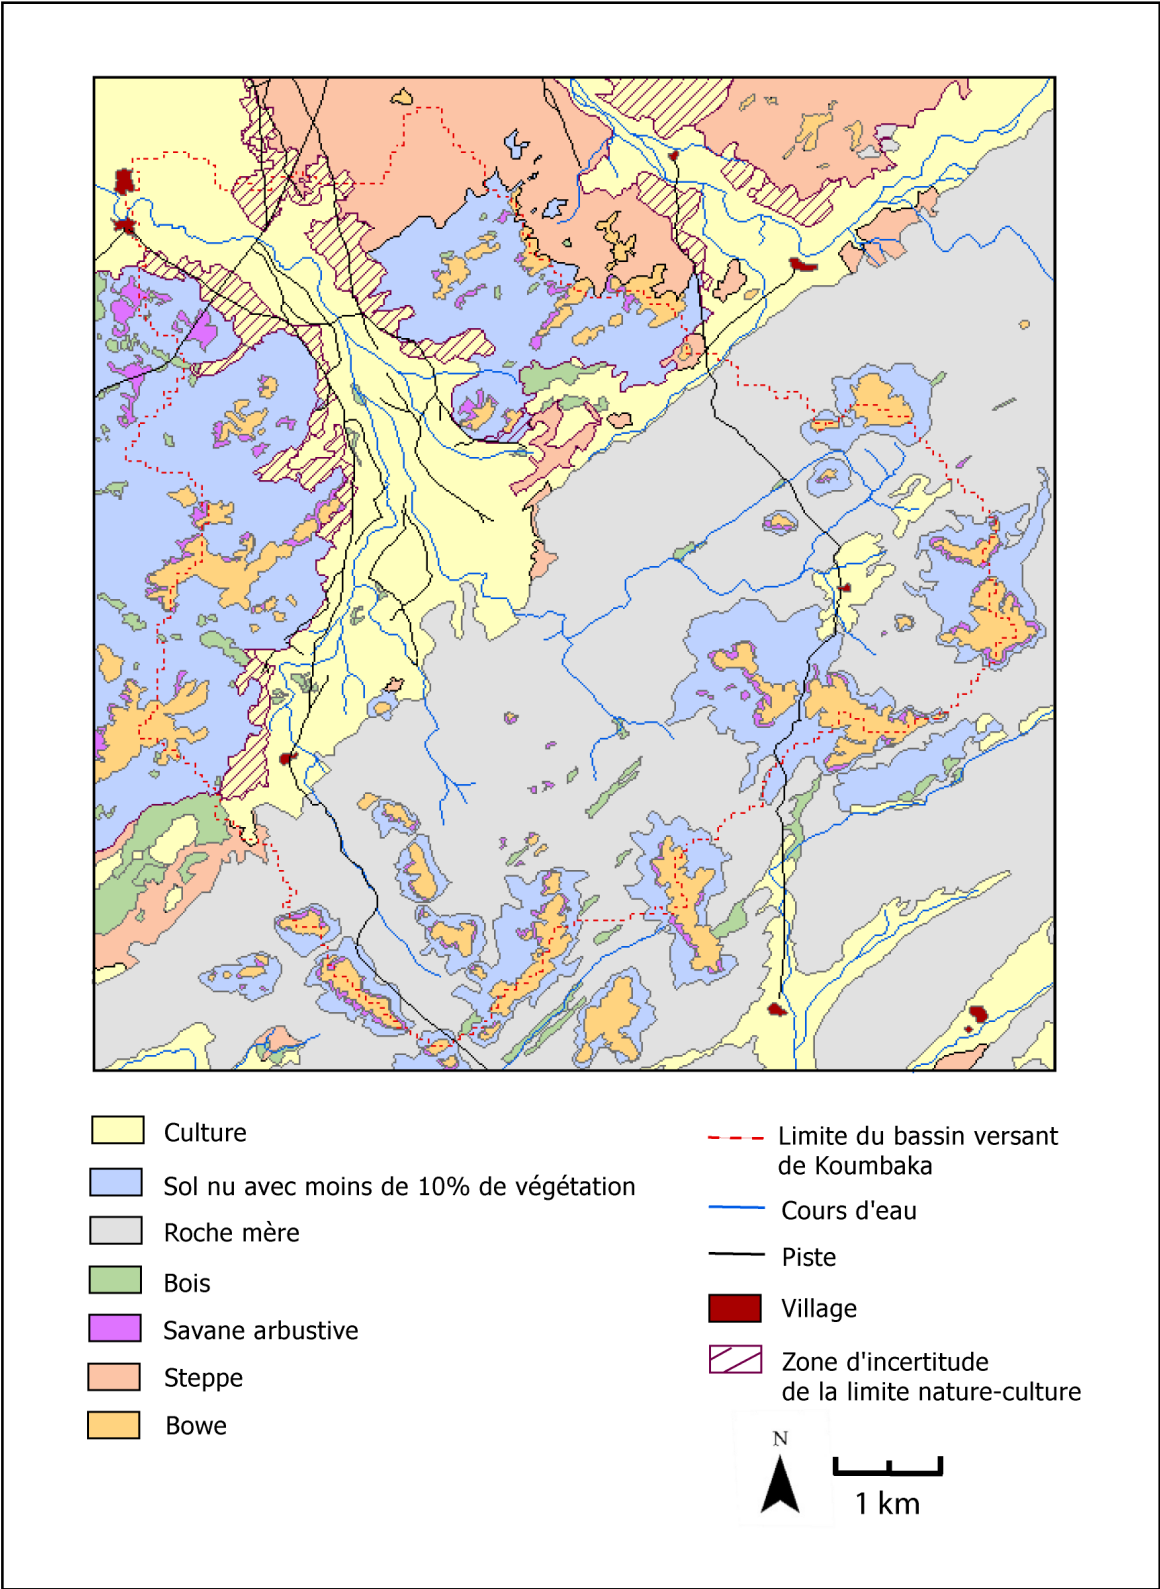 Culture
Sol nu avec moins de 10% de végétation
Roche mère
Bois
Savane arbustive
Steppe
Bowe
Limite du bassin versant
de Koumbaka
Cours d'eau
Piste
Village
Zone d'incertitude
de la limite nature-culture
N
1 km